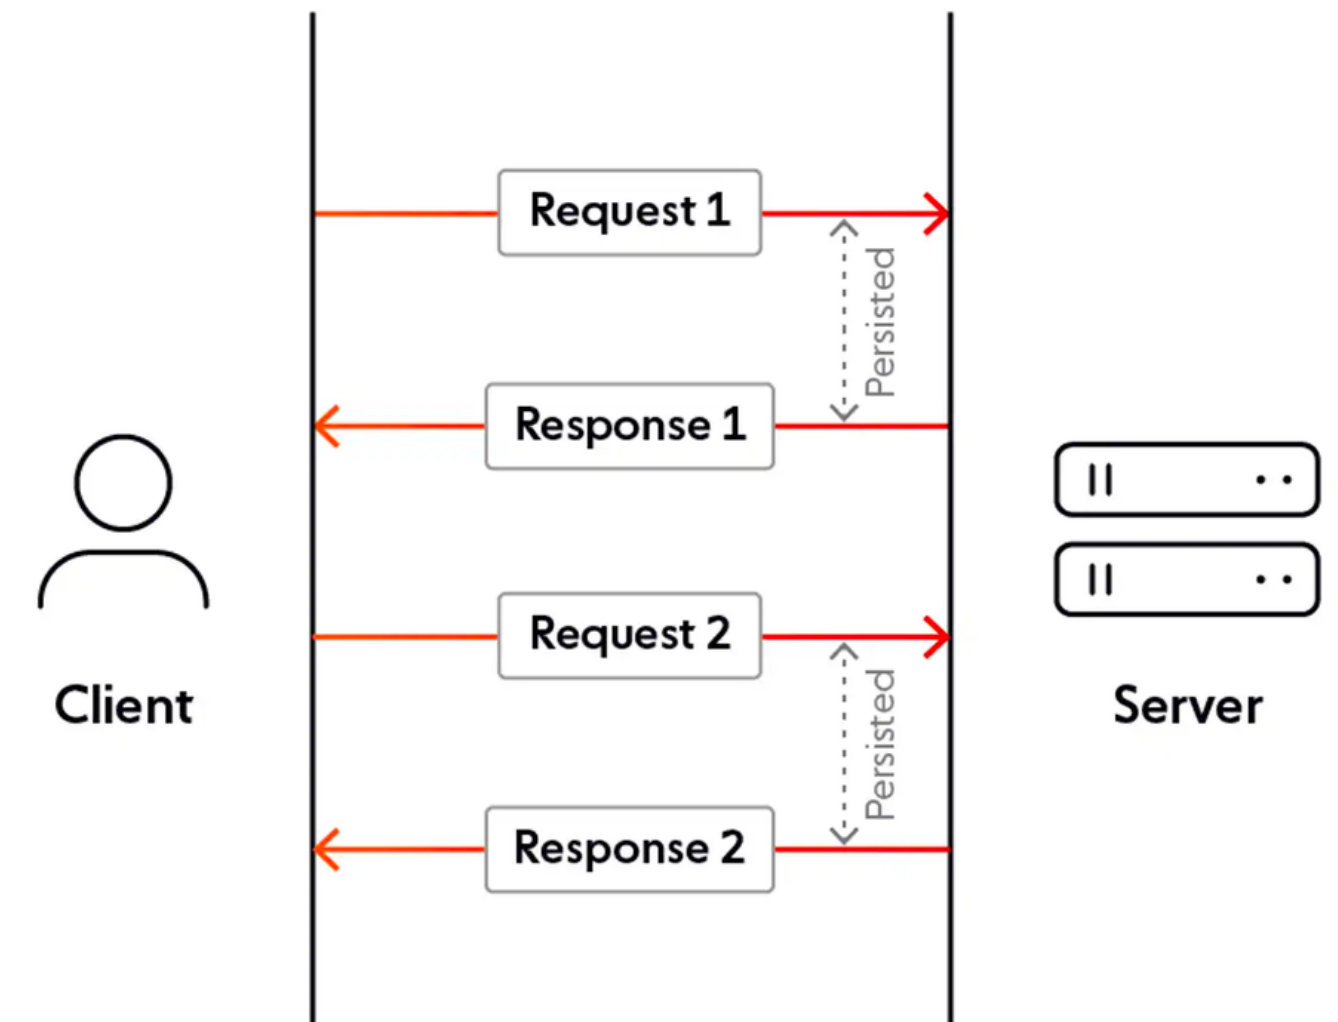 Request 1
Persisted
Response 1
Request 2
Persisted
Response 2
Client
Server